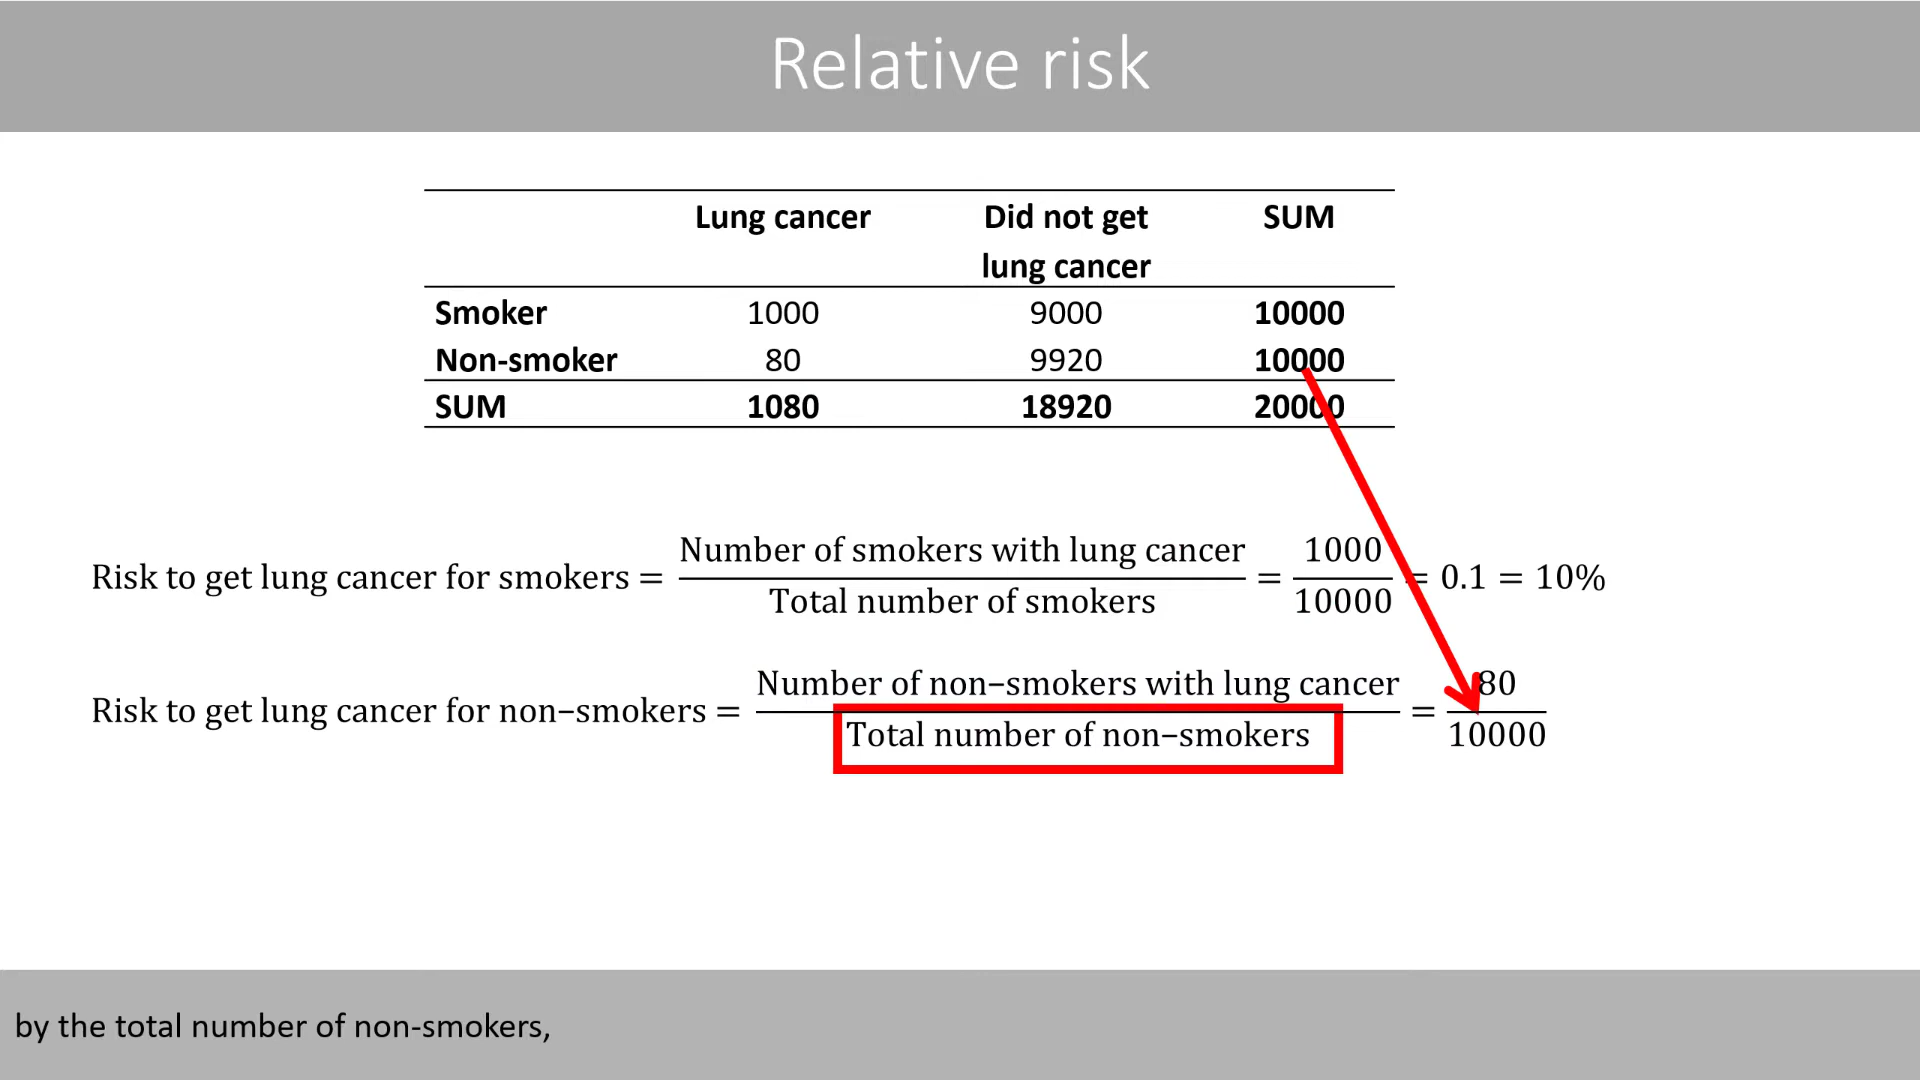 Relative risk
Lung cancer Did not get SUM
lung cancer
Smoker 1000 9000 10000
Non-smoker 80 9920 10000
SUM 1080 18920 20000
Number of smokers with lung cancer 1000
Risk to get lung cancer for smokers = = = 0.1 = 10%
Total number of smokers 10000
Number of non−smokers with lung cancer 80
Risk to get lung cancer for non−smokers = =
Total number of non−smokers 10000
by the total number of non-smokers,